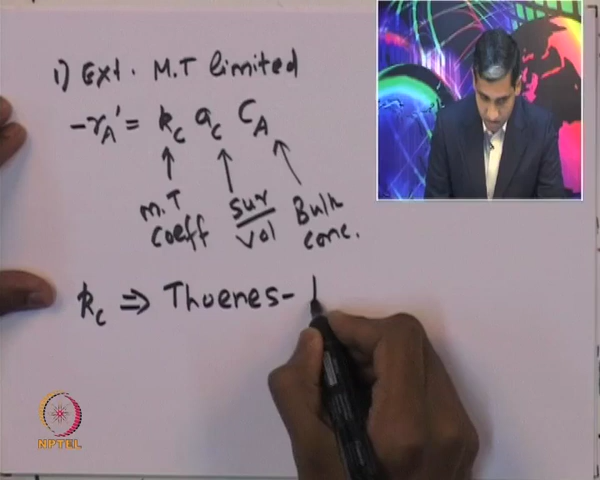 1) Ext. M.T limited
-r_A' = k_c a_c C_A
M.T coeff
Sur/vol
Bulk conc.
k_c ⇒ Thoenes-
NPTEL